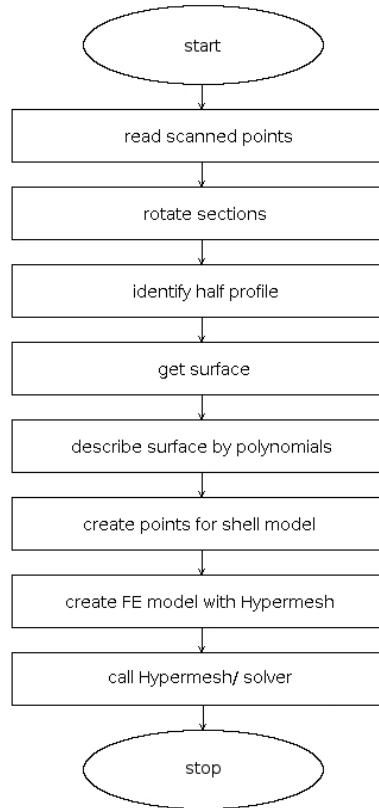 start
read scanned points
rotate sections
identify half profile
get surface
describe surface by polynomials
create points for shell model
create FE model with Hypermesh
call Hypermesh/ solver
stop